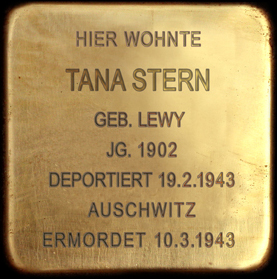 HIER WOHNTE
TANA STERN
GEB. LEWY
JG. 1902
DEPORTIERT 19.2.1943
AUSCHWITZ
ERMORDET 10.3.1943